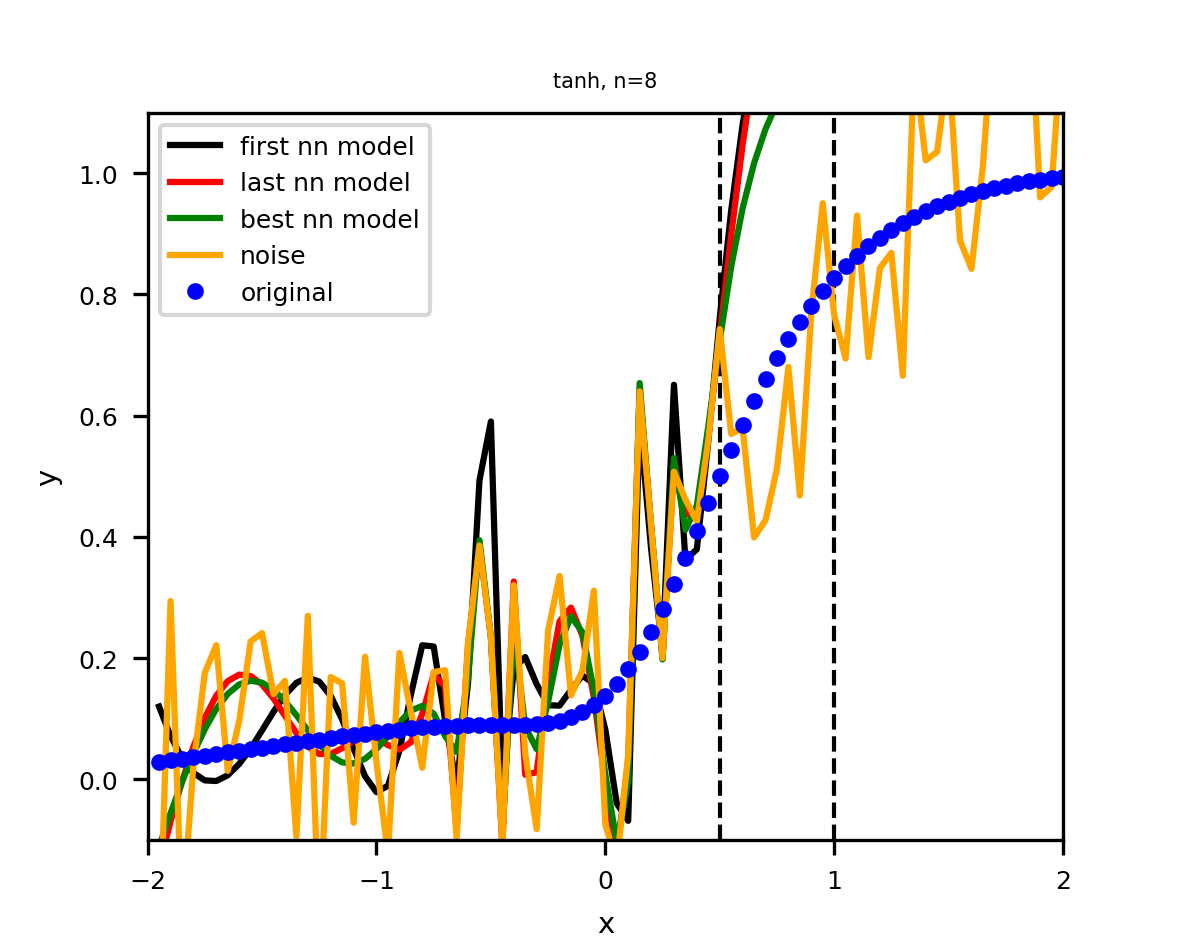 tanh, n=8
first nn model
last nn model
best nn model
noise
original
1.0
0.8
0.6
0.4
0.2
0.0
y
−2
−1
0
1
2
x